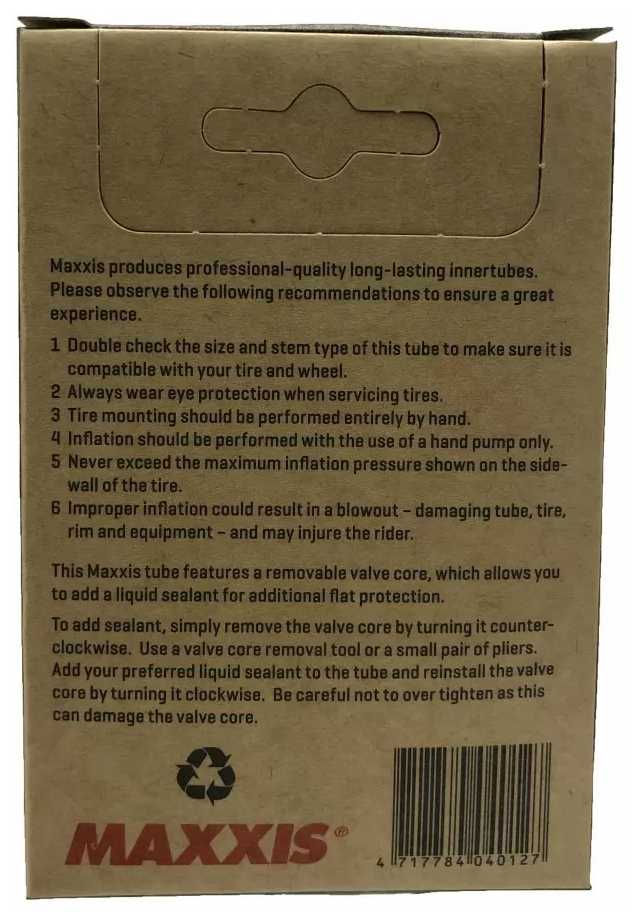 Maxxis produces professional-quality long-lasting innertubes.
Please observe the following recommendations to ensure a great
experience.
1 Double check the size and stem type of this tube to make sure it is
compatible with your tire and wheel.
2 Always wear eye protection when servicing tires.
3 Tire mounting should be performed entirely by hand.
4 Inflation should be performed with the use of a hand pump only.
5 Never exceed the maximum inflation pressure shown on the side-
wall of the tire.
6 Improper inflation could result in a blowout – damaging tube, tire,
rim and equipment – and may injure the rider.
This Maxxis tube features a removable valve core, which allows you
to add a liquid sealant for additional flat protection.
To add sealant, simply remove the valve core by turning it counter-
clockwise. Use a valve core removal tool or a small pair of pliers.
Add your preferred liquid sealant to the tube and reinstall the valve
core by turning it clockwise. Be careful not to over tighten as this
can damage the valve core.
MAXXIS®
4 717784 040127